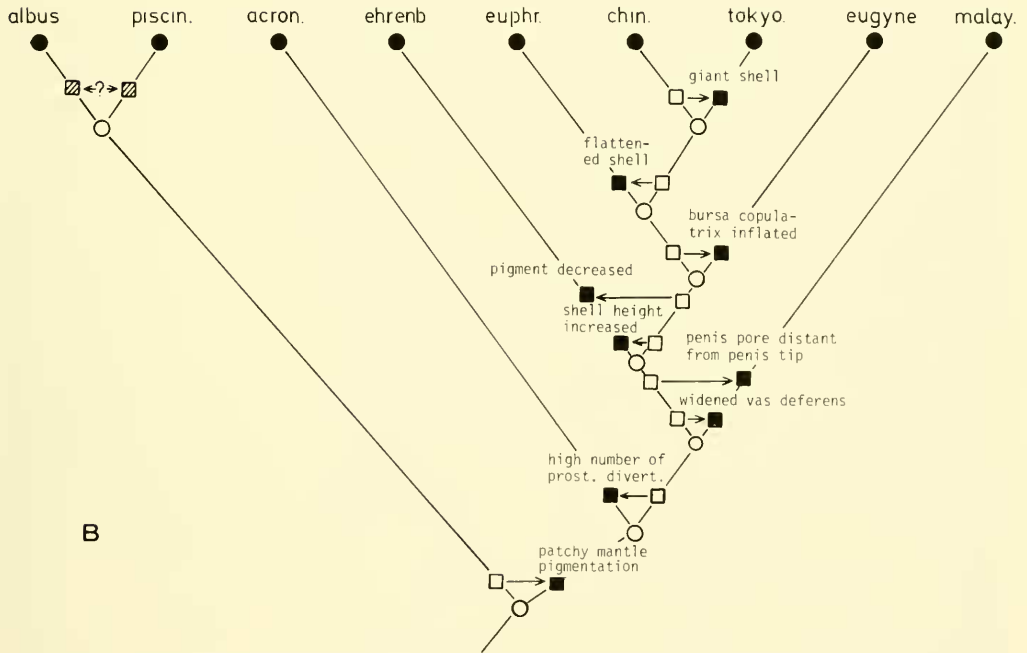 albus piscin. acron. ehrenb euphr. chin. tokyo. eugyne malay.
giant shell
?
flatten-
ed shell
bursa copula-
trix inflated
pigment decreased
shell height
increased
penis pore distant
from penis tip
widened vas deferens
high number of
prost. divert.
B
patchy mantle
pigmentation